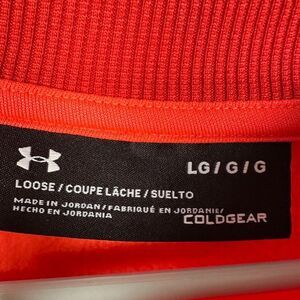 LG / G / G
LOOSE / COUPE LÂCHE / SUELTO
MADE IN JORDAN / FABRIQUÉ EN JORDANIE/
HECHO EN JORDANIA
COLDGEAR